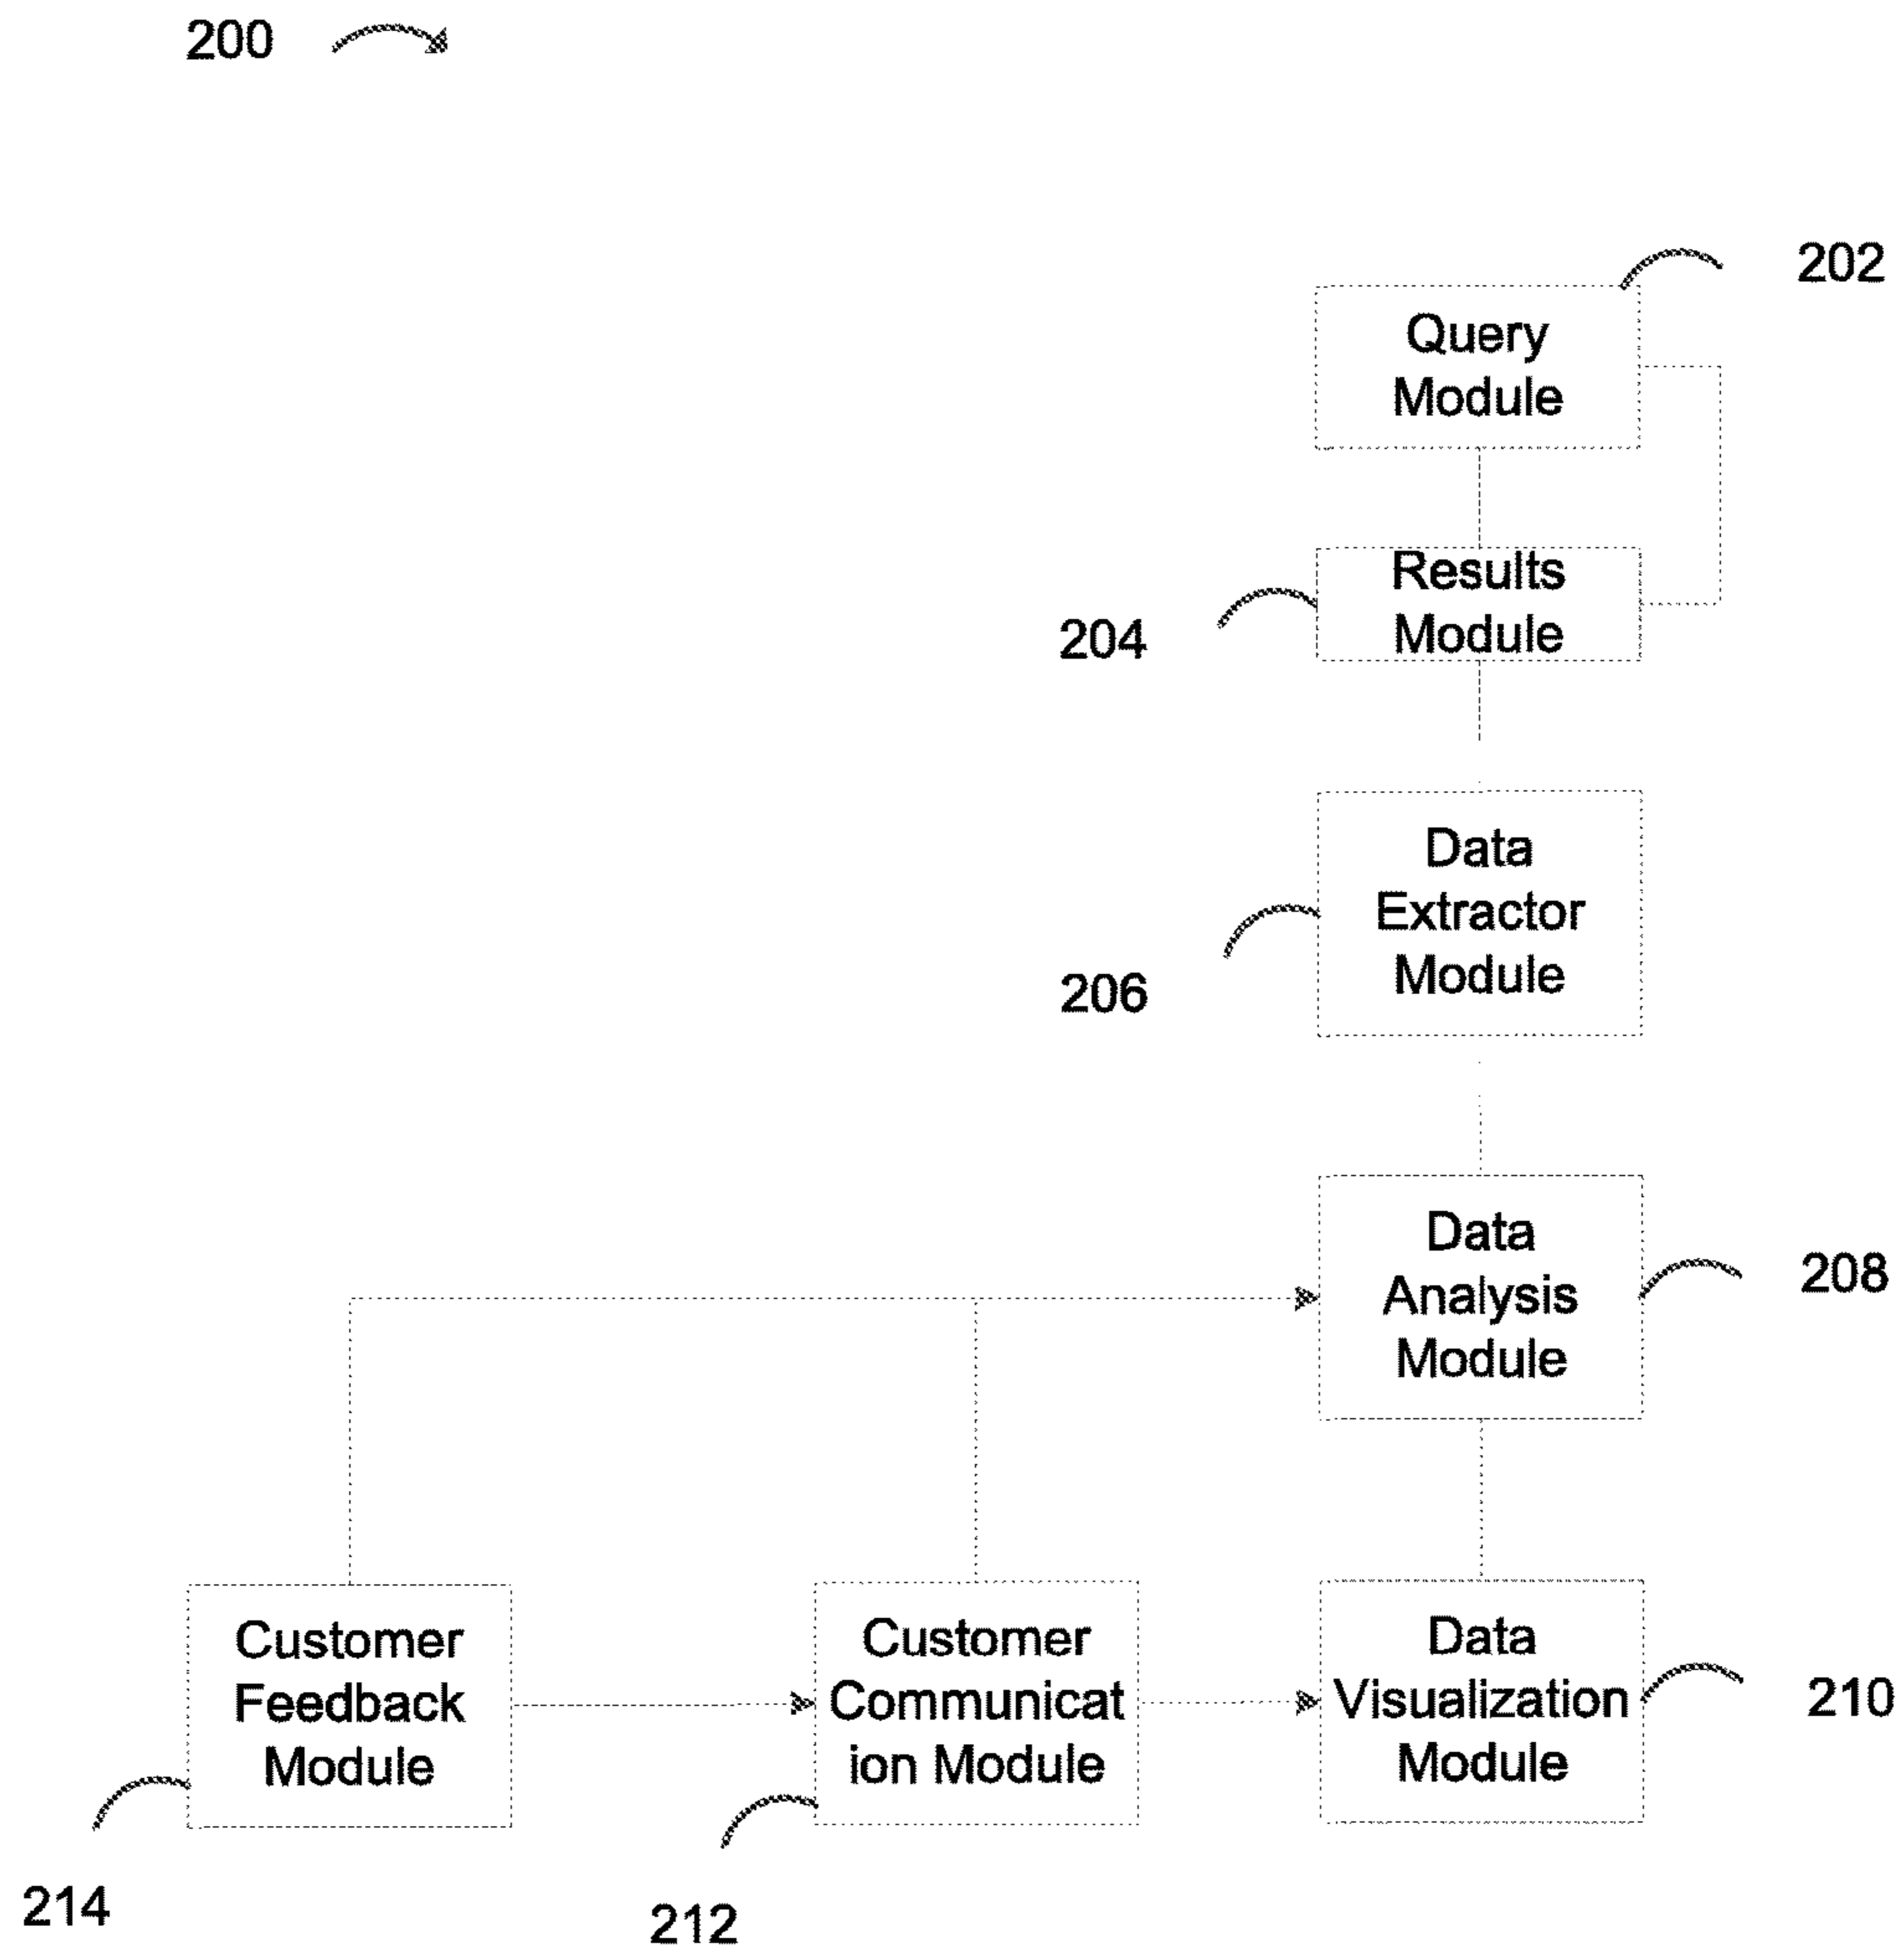 200
202
Query
Module
Results
Module
204
Data
Extractor
Module
206
Data
Analysis
Module
208
Customer
Feedback
Module
Customer
Communicat
ion Module
Data
Visualization
Module
210
214
212